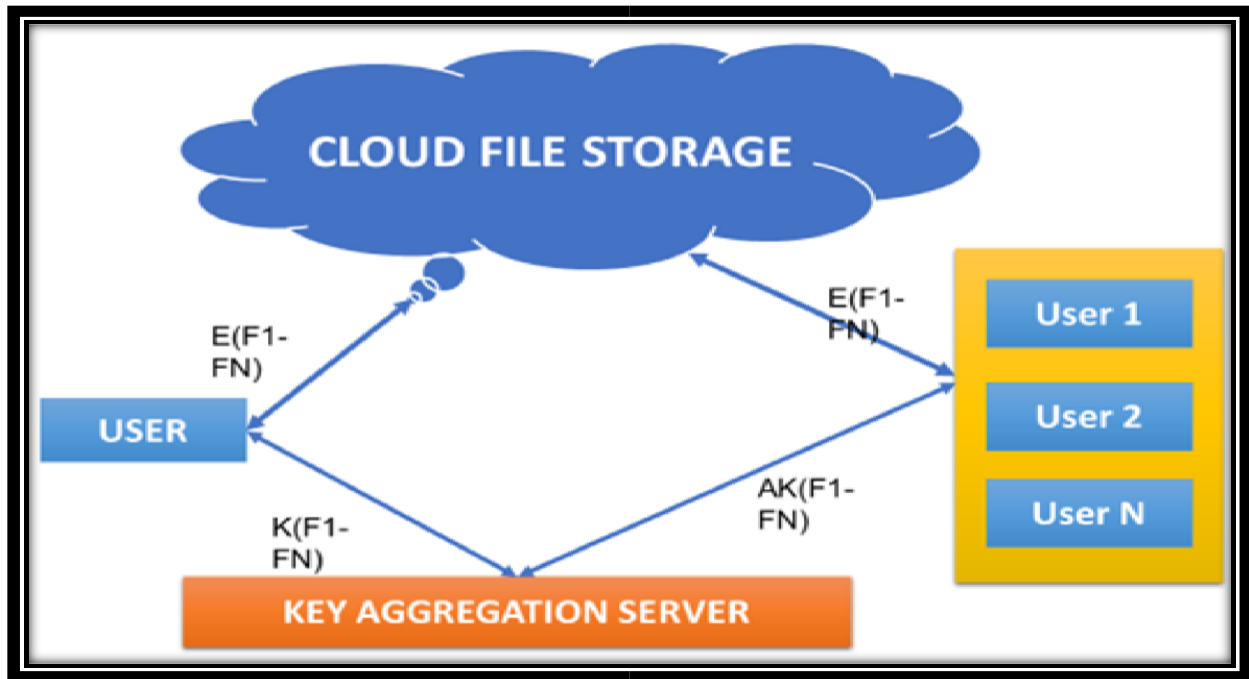 CLOUD FILE STORAGE
E(F1-
FN)
E(F1-
FN)
User 1
USER
User 2
AK(F1-
FN)
User N
K(F1-
FN)
KEY AGGREGATION SERVER